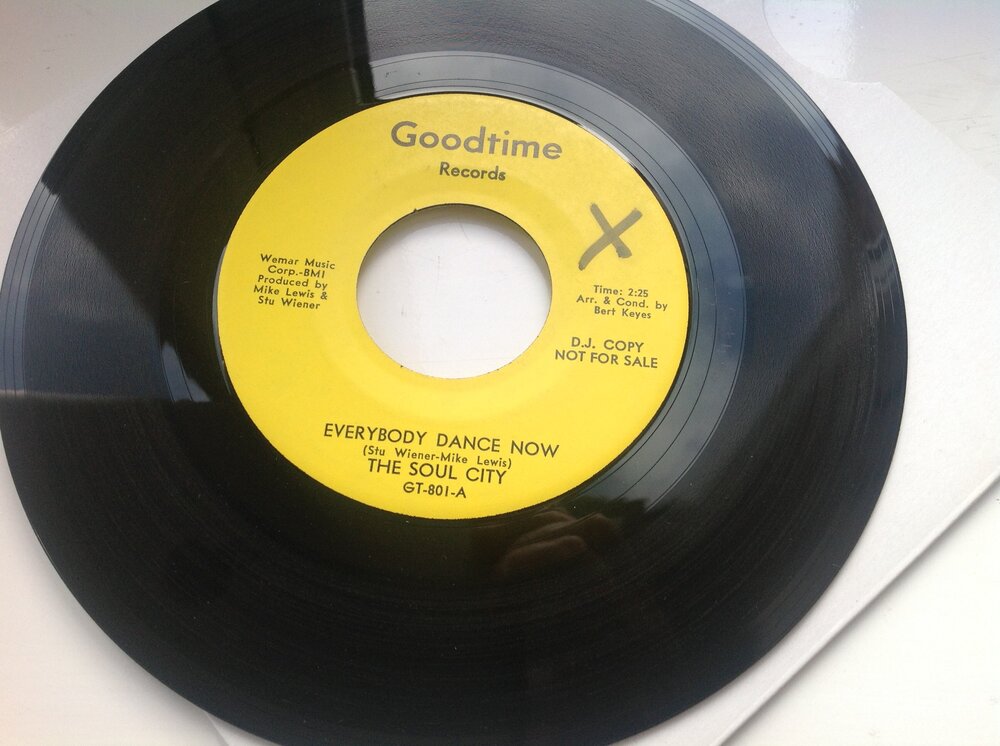 Goodtime
Records
X
Wemar Music
Corp.-BMI
Produced by
Mike Lewis &
Stu Wiener
Time: 2:25
Arr. & Cond. by
Bert Keyes
D.J. COPY
NOT FOR SALE
EVERYBODY DANCE NOW
(Stu Wiener-Mike Lewis)
THE SOUL CITY
GT-801-A